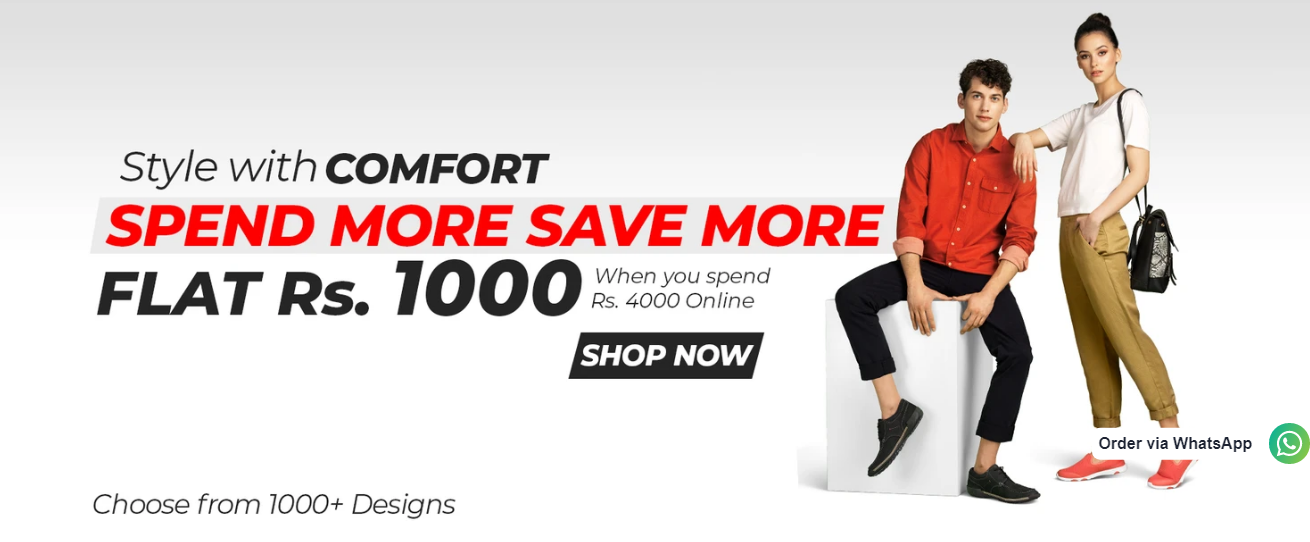 Style with COMFORT
SPEND MORE SAVE MORE
FLAT Rs. 1000
When you spend
Rs. 4000 Online
SHOP NOW
Order via WhatsApp
Choose from 1000+ Designs